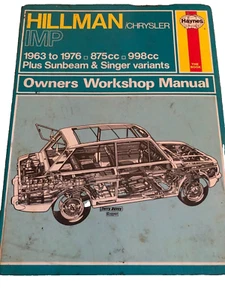 HILLMAN /CHRYSLER
IMP
Haynes
1963 to 1976 □ 875cc □ 998cc
Plus Sunbeam & Singer variants
Owners Workshop Manual